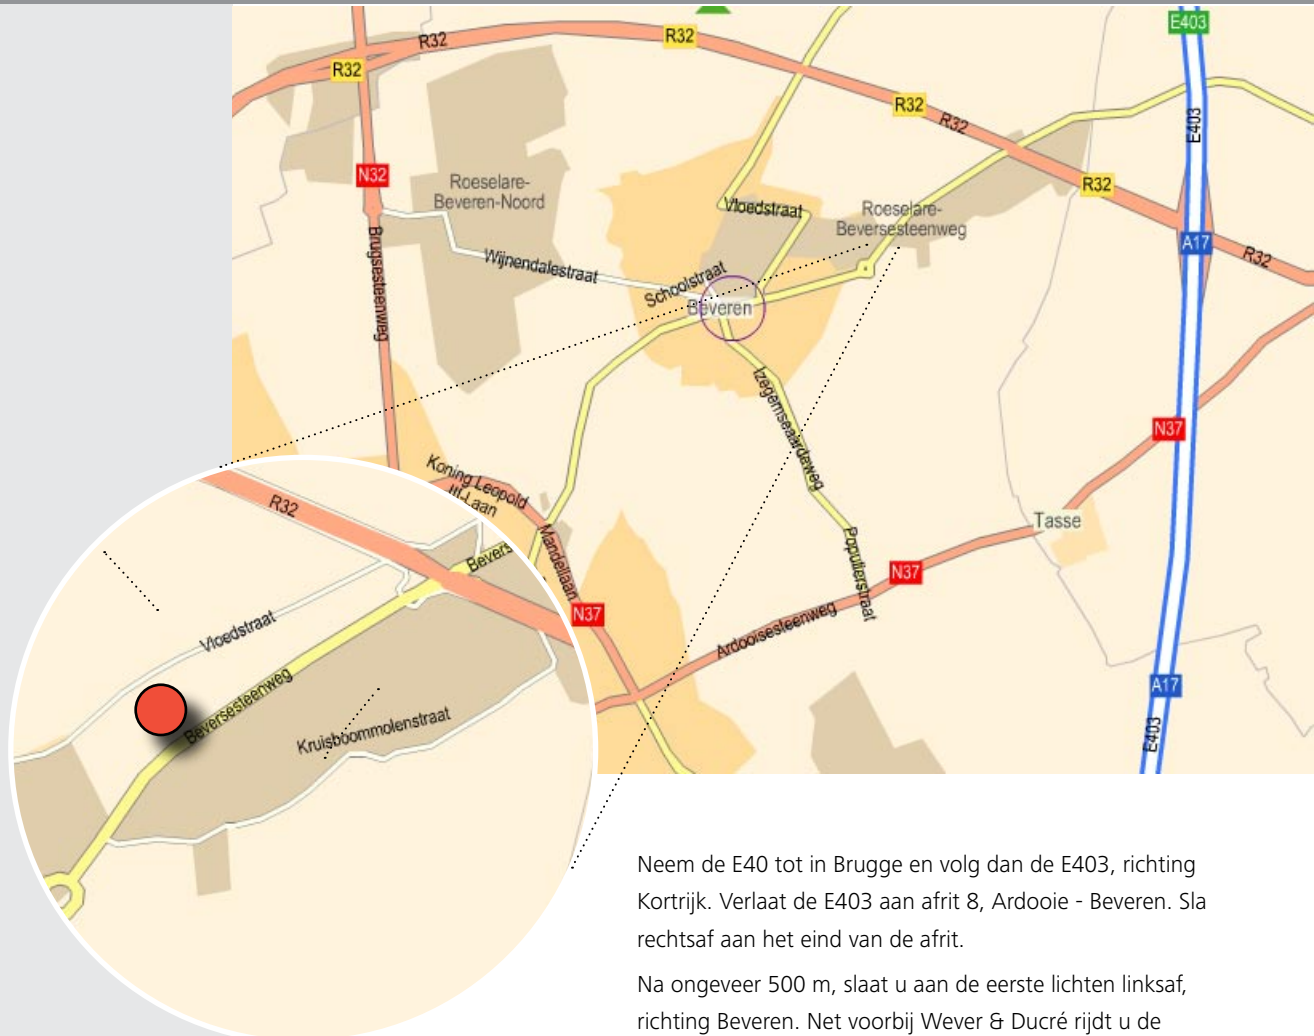 E403
R32
R32
R32
R32
R32
R32
E403
N32
Roeselare-
Beveren-Noord
Vloedstraat
Roeselare-
Beversesteenweg
A17
R32
Brugsesteenweg
Wijnendalestraat
Schoolstraat
Beveren
Izegemseaardeweg
N37
Koning Leopold
III-Laan
R32
Mandellaan
Bevers
Tasse
Populierstraat
N37
N37
Vloedstraat
Ardooisesteenweg
Beversesteenweg
A17
Kruisboommolenstraat
E403
Neem de E40 tot in Brugge en volg dan de E403, richting
Kortrijk. Verlaat de E403 aan afrit 8, Ardooie - Beveren. Sla
rechtsaf aan het eind van de afrit.
Na ongeveer 500 m, slaat u aan de eerste lichten linksaf,
richting Beveren. Net voorbij Wever & Ducré rijdt u de